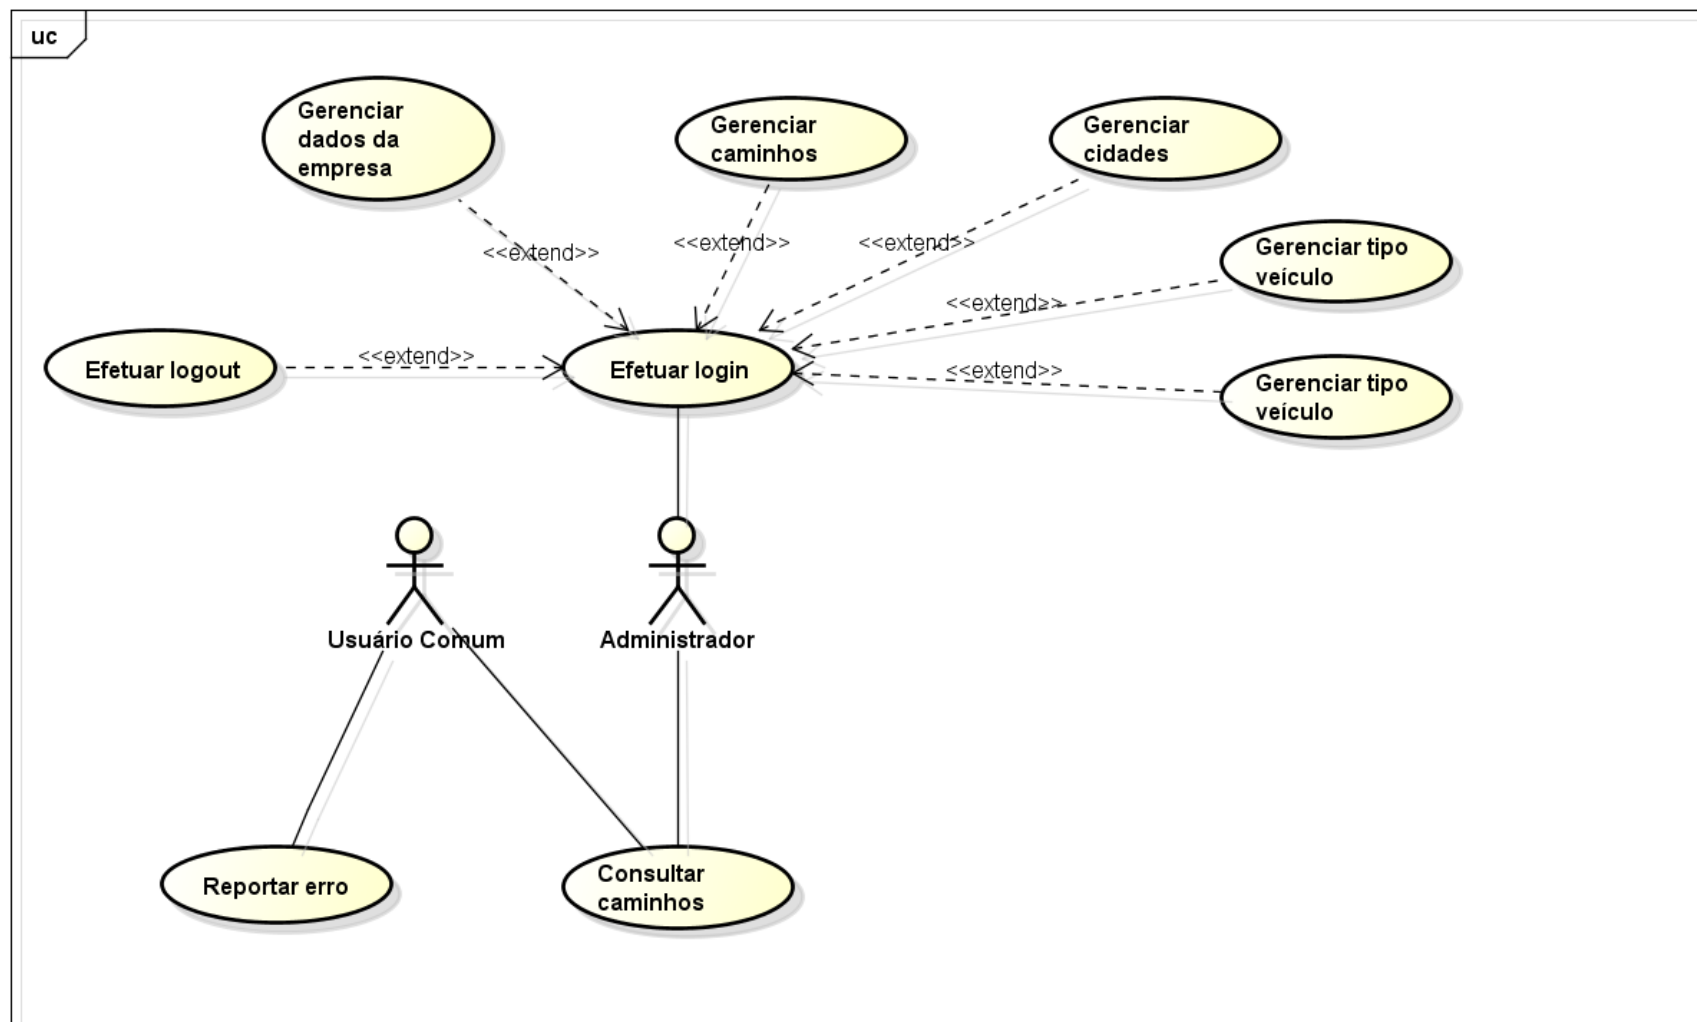 uc
Gerenciar
dados da
empresa
Gerenciar
caminhos
Gerenciar
cidades
<<extend>>
<<extend>>
<<extend>>
Gerenciar tipo
veículo
<<extend>>
Efetuar logout
<<extend>>
Efetuar login
<<extend>>
Gerenciar tipo
veículo
Usuário Comum
Administrador
Reportar erro
Consultar
caminhos